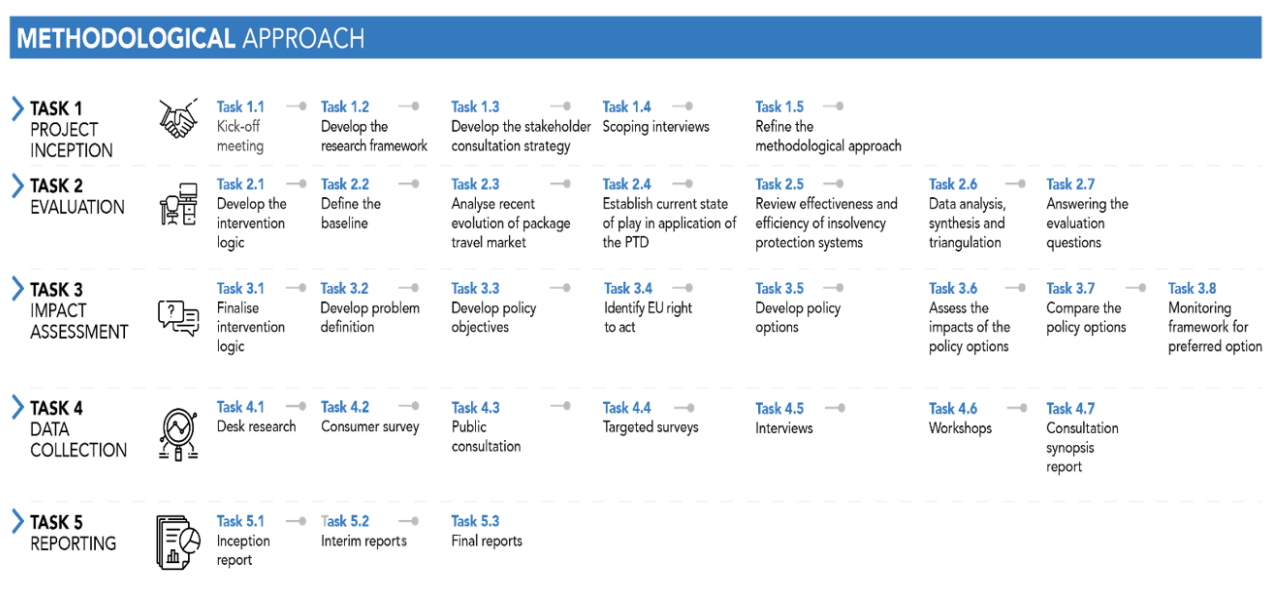 METHODOLOGICAL APPROACH
TASK 1
PROJECT
INCEPTION
Task 1.1
Kick-off
meeting
Task 1.2
Develop the
research framework
Task 1.3
Develop the stakeholder
consultation strategy
Task 1.4
Scoping interviews
Task 1.5
Refine the
methodological approach
TASK 2
EVALUATION
Task 2.1
Develop the
intervention
logic
Task 2.2
Define the
baseline
Task 2.3
Analyse recent
evolution of package
travel market
Task 2.4
Establish current state
of play in application of
the PTD
Task 2.5
Review effectiveness and
efficiency of insolvency
protection systems
Task 2.6
Data analysis,
synthesis and
triangulation
Task 2.7
Answering the
evaluation
questions
TASK 3
IMPACT
ASSESSMENT
?
Task 3.1
Finalise
intervention
logic
Task 3.2
Develop problem
definition
Task 3.3
Develop policy
objectives
Task 3.4
Identify EU right
to act
Task 3.5
Develop policy
options
Task 3.6
Assess the
impacts of the
policy options
Task 3.7
Compare the
policy options
Task 3.8
Monitoring
framework for
preferred option
TASK 4
DATA
COLLECTION
Task 4.1
Desk research
Task 4.2
Consumer survey
Task 4.3
Public
consultation
Task 4.4
Targeted surveys
Task 4.5
Interviews
Task 4.6
Workshops
Task 4.7
Consultation
synopsis
report
TASK 5
REPORTING
Task 5.1
Inception
report
Task 5.2
Interim reports
Task 5.3
Final reports